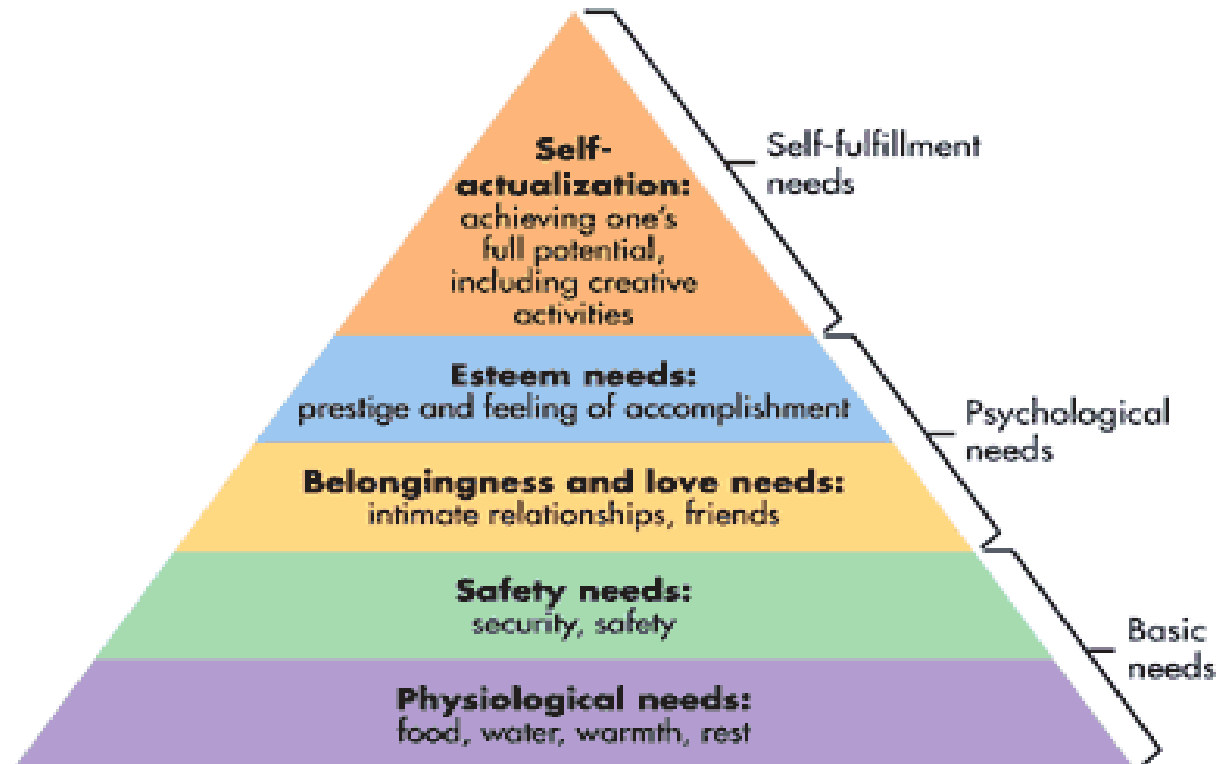 Self-
actualization:
achieving one's
full potential,
including creative
activities
Self-fulfillment
needs
Esteem needs:
prestige and feeling of accomplishment
Psychological
needs
Belongingness and love needs:
intimate relationships, friends
Safety needs:
security, safety
Basic
needs
Physiological needs:
food, water, warmth, rest